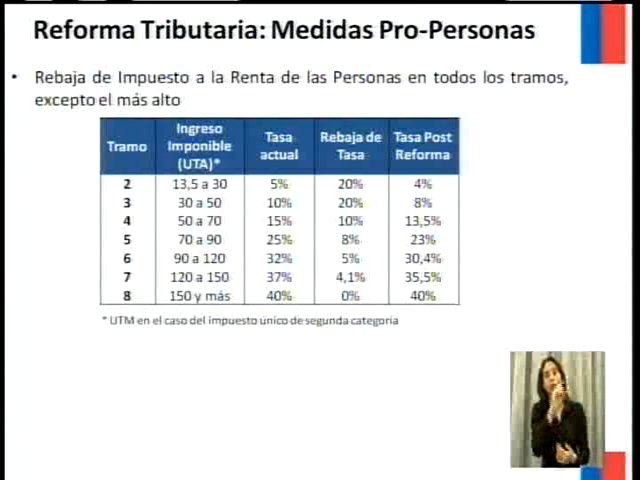 Reforma Tributaria: Medidas Pro-Personas
• Rebaja de Impuesto a la Renta de las Personas en todos los tramos,
excepto el más alto
Tramo Ingreso Imponible (UTA)* Tasa actual Rebaja de Tasa Tasa Post Reforma
2 13,5 a 30 5% 20% 4%
3 30 a 50 10% 20% 8%
4 50 a 70 15% 10% 13,5%
5 70 a 90 25% 8% 23%
6 90 a 120 32% 5% 30,4%
7 120 a 150 37% 4,1% 35,5%
8 150 y más 40% 0% 40%
* UTM en el caso del impuesto único de segunda categoría